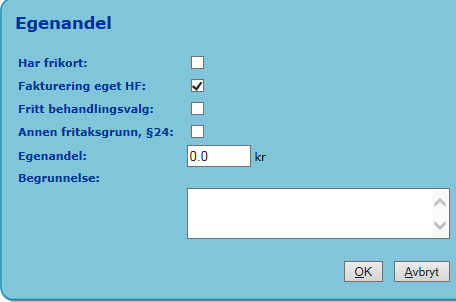 Egenandel
Har frikort:
Fakturering eget HF:
Fritt behandlingsvalg:
Annen fritaksgrunn, §24:
Egenandel: 0.0 kr
Begrunnelse:
OK Avbryt